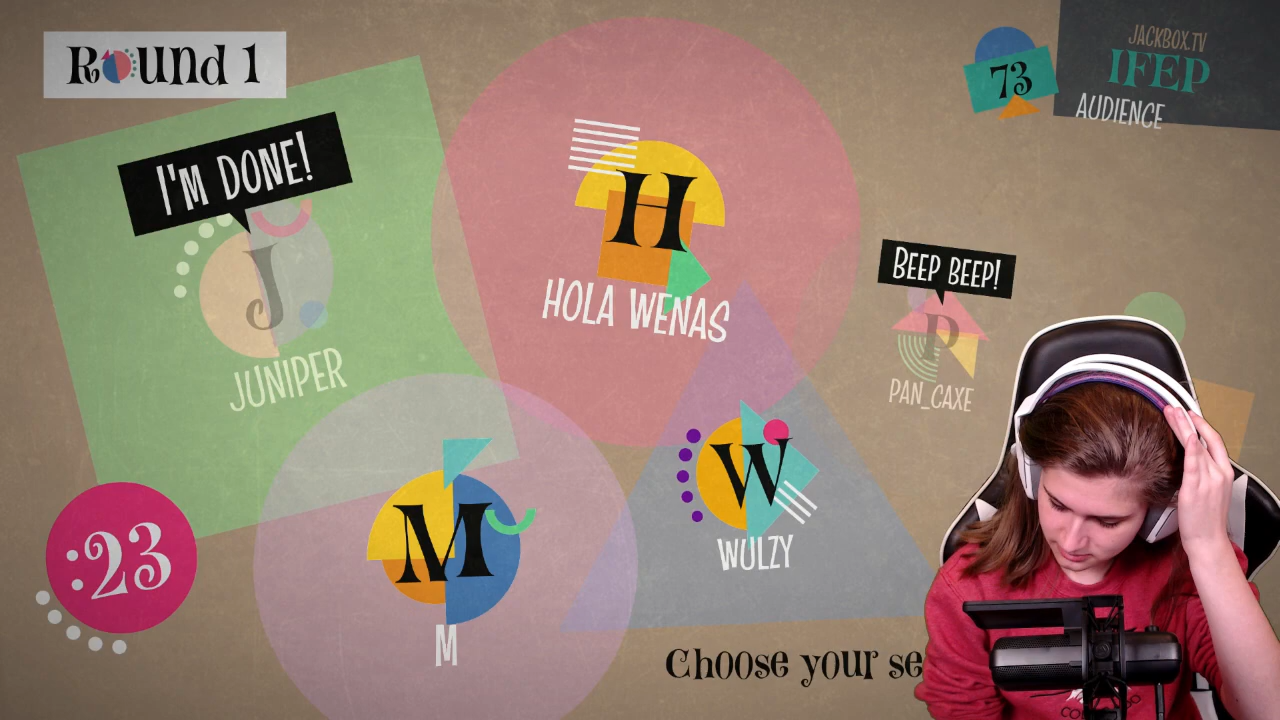 Round 1
73
JACKBOX.TV
IFEP
AUDIENCE
I'M DONE!
J
JUNIPER
H
HOLA WENAS
BEEP BEEP!
P
PAN_CAXE
M
M
W
WULZY
:23
Choose your se